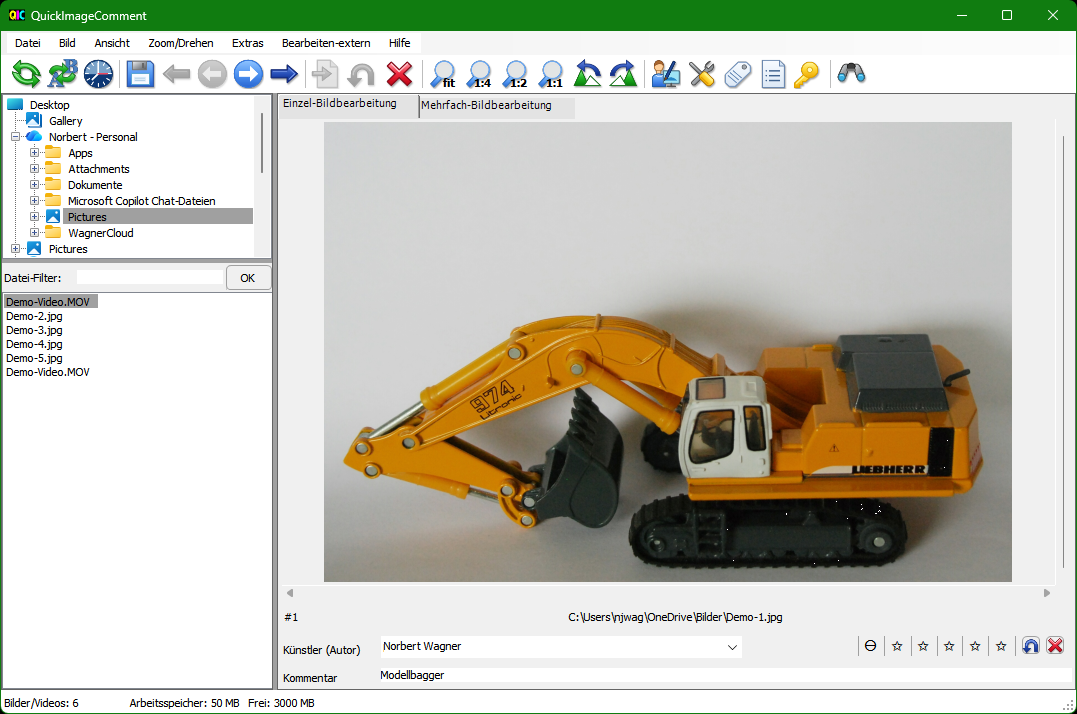 QIC QuickImageComment
Datei Bild Ansicht Zoom/Drehen Extras Bearbeiten-extern Hilfe
fit 1:4 1:2 1:1
Desktop
Gallery
Norbert - Personal
Apps
Attachments
Dokumente
Microsoft Copilot Chat-Dateien
Pictures
WagnerCloud
Pictures
Datei-Filter: OK
Demo-Video.MOV
Demo-2.jpg
Demo-3.jpg
Demo-4.jpg
Demo-5.jpg
Demo-Video.MOV
Einzel-Bildbearbeitung Mehrfach-Bildbearbeitung
974
Litronic
LIEBHERR
#1 C:\Users\njwag\OneDrive\Bilder\Demo-1.jpg
Künstler (Autor) Norbert Wagner
Kommentar Modellbagger
Bilder/Videos: 6 Arbeitsspeicher: 50 MB Frei: 3000 MB